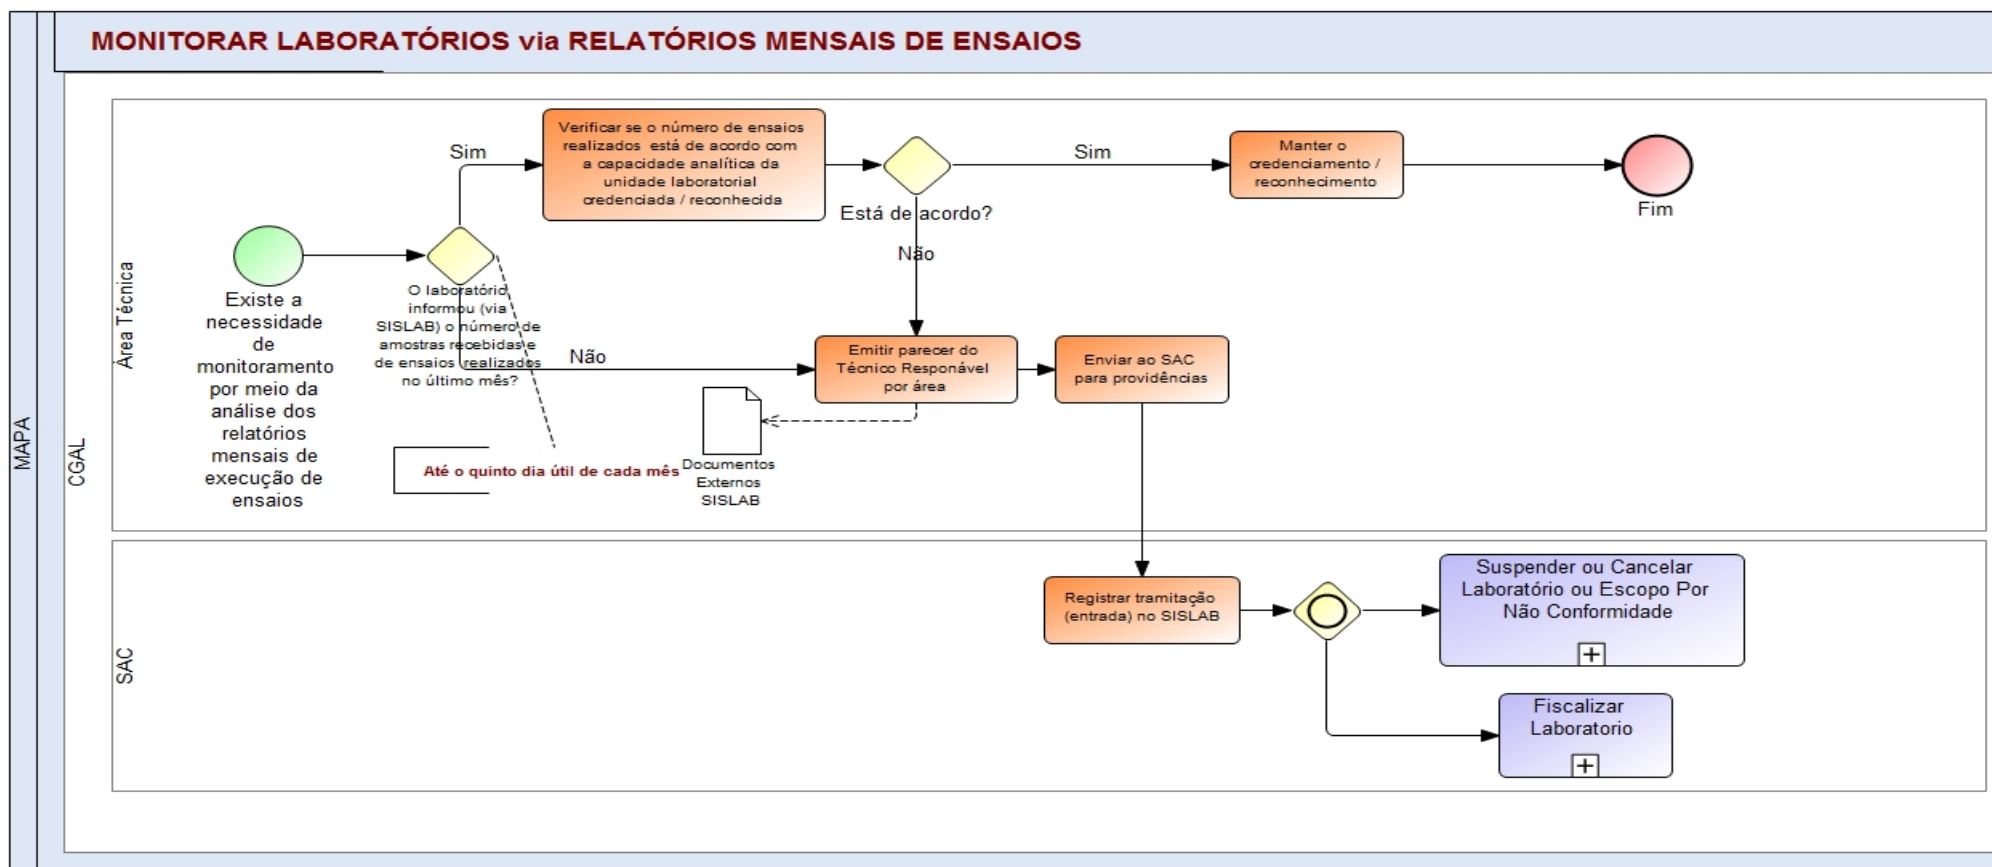 MONITORAR LABORATÓRIOS via RELATÓRIOS MENSAIS DE ENSAIOS
MAPA
CGAL
Área Técnica
Existe a
necessidade
de
monitoramento
por meio da
análise dos
relatórios
mensais de
execução de
ensaios
O laboratório
informou (via
SISLAB) o número de
amostras recebidas e
de ensaios realizados
no último mês?
Sim
Não
Até o quinto dia útil de cada mês
Verificar se o número de ensaios
realizados está de acordo com
a capacidade analítica da
unidade laboratorial
credenciada / reconhecida
Está de acordo?
Sim
Não
Manter o
credenciamento /
reconhecimento
Fim
Emitir parecer do
Técnico Responável
por área
Documentos
Externos
SISLAB
Enviar ao SAC
para providências
SAC
Registrar tramitação
(entrada) no SISLAB
Suspender ou Cancelar
Laboratório ou Escopo Por
Não Conformidade
Fiscalizar
Laboratorio